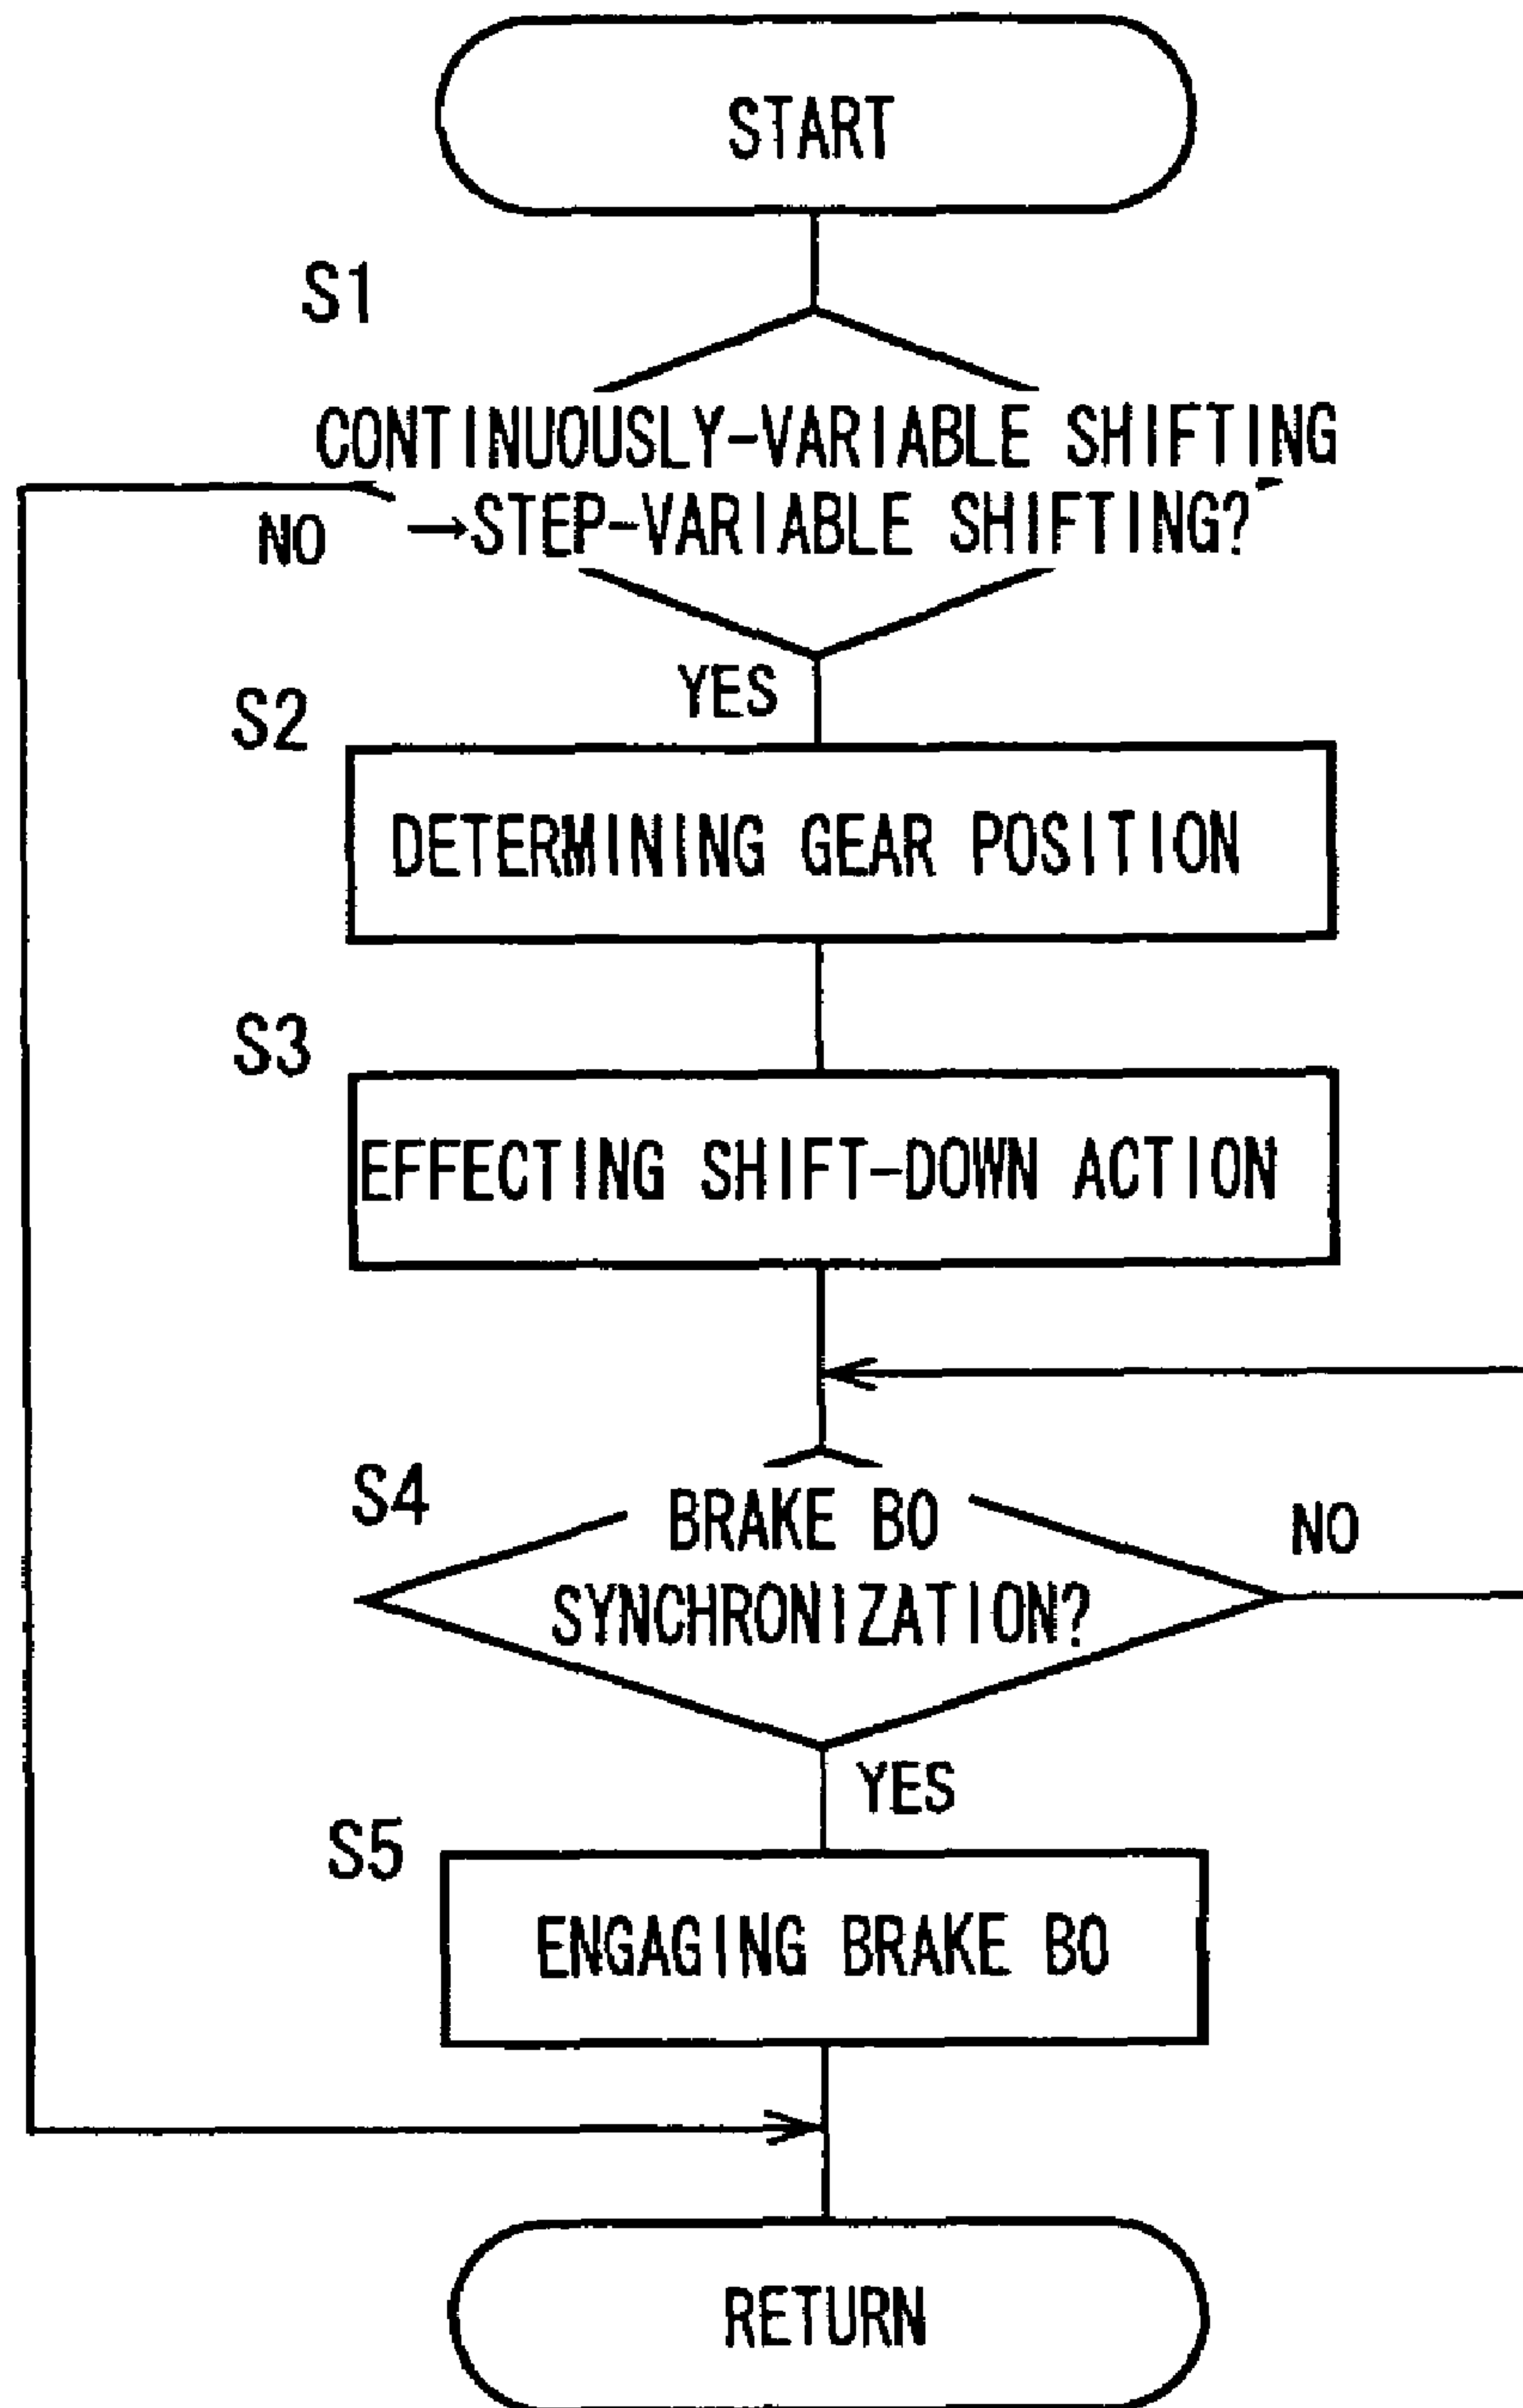 START
S1
CONTINUOUSLY-VARIABLE SHIFTING
→STEP-VARIABLE SHIFTING?
NO
YES
S2
DETERMINING GEAR POSITION
S3
EFFECTING SHIFT-DOWN ACTION
S4
BRAKE B0
SYNCHRONIZATION?
NO
YES
S5
ENGAGING BRAKE B0
RETURN